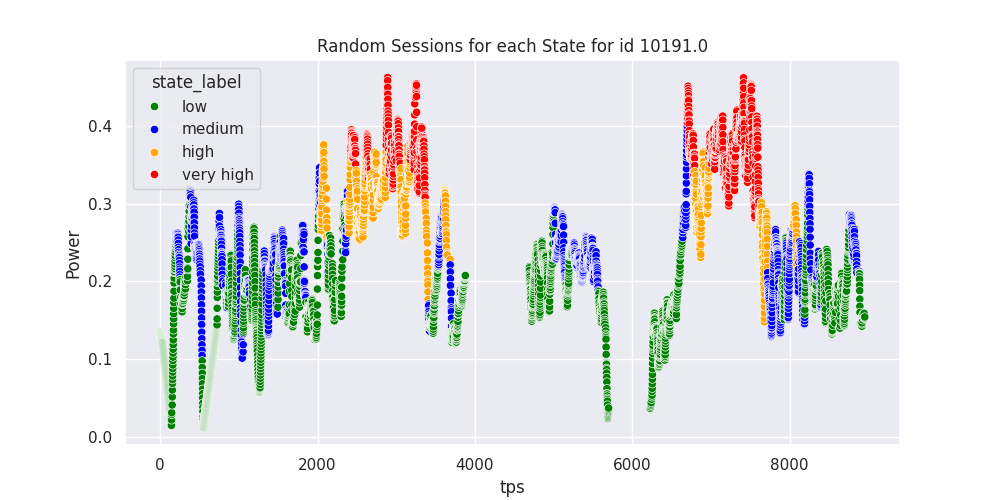 Random Sessions for each State for id 10191.0
state_label
low
medium
high
very high
Power
0.4
0.3
0.2
0.1
0.0
0 2000 4000 6000 8000
tps